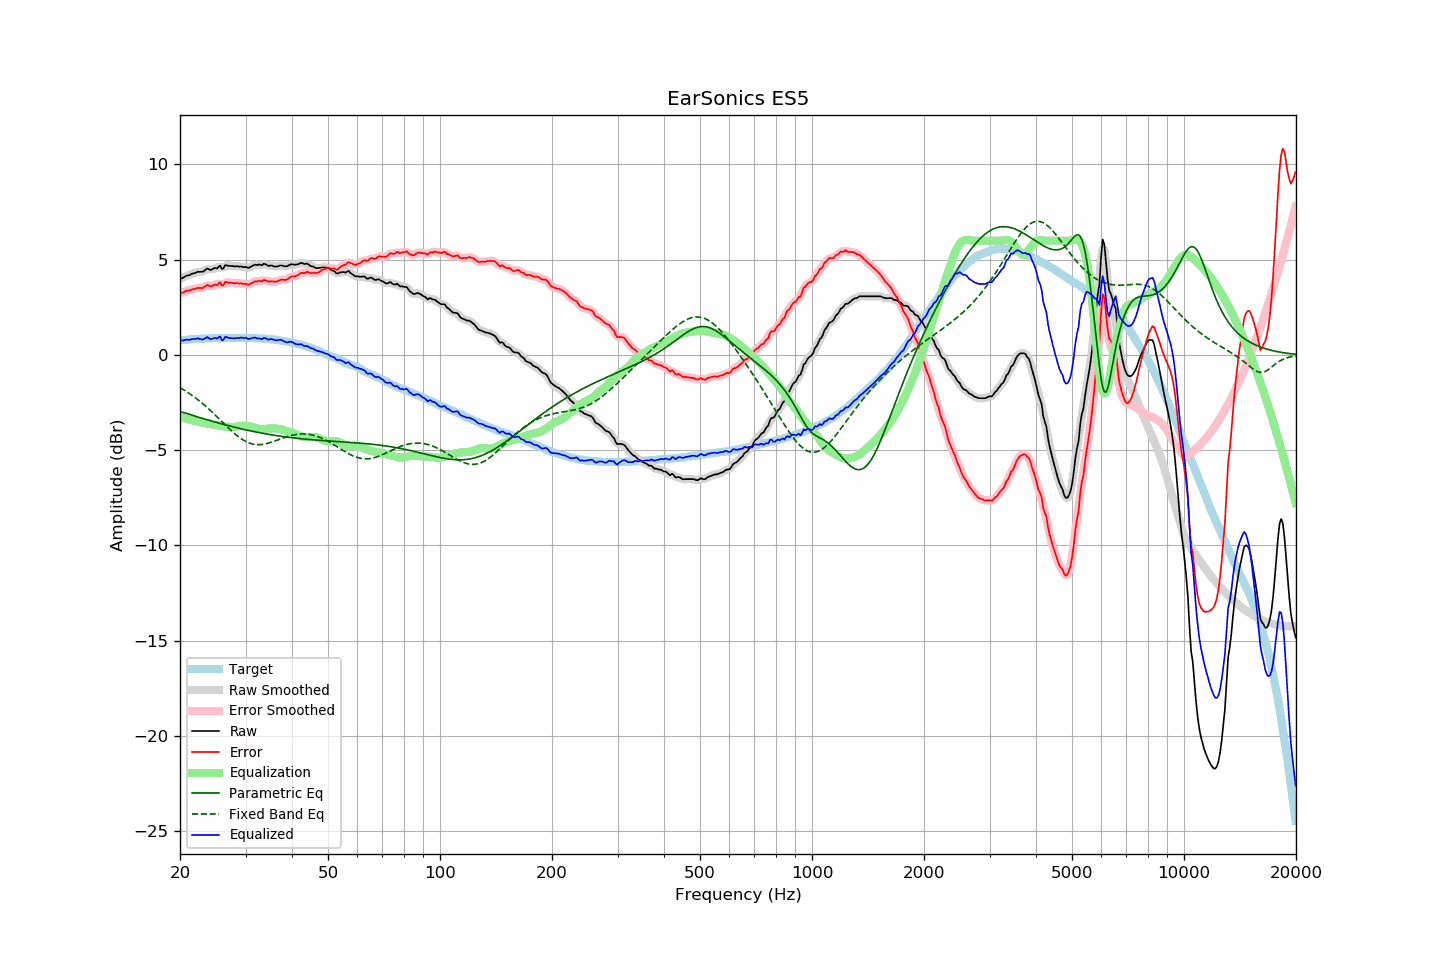 EarSonics ES5
Amplitude (dBr)
10
5
0
−5
−10
−15
−20
−25
Target
Raw Smoothed
Error Smoothed
Raw
Error
Equalization
Parametric Eq
Fixed Band Eq
Equalized
20 50 100 200 500 1000 2000 5000 10000 20000
Frequency (Hz)